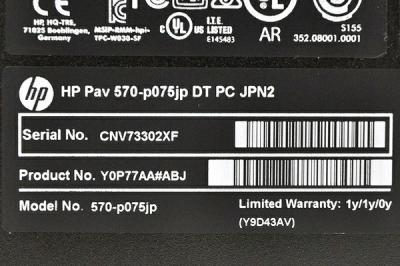 HP, HQ-TRE,
71025 Boeblingen,
Germany
MSIP-RMM-hpi-
TPC-W030-SF
c UL us LISTED
I.T.E.
E145483
AR
S155
352.08001.0001
hp HP Pav 570-p075jp DT PC JPN2
Serial No. CNV73302XF
Product No. Y0P77AA#ABJ
Model No. 570-p075jp
Limited Warranty: 1y/1y/0y
(Y9D43AV)